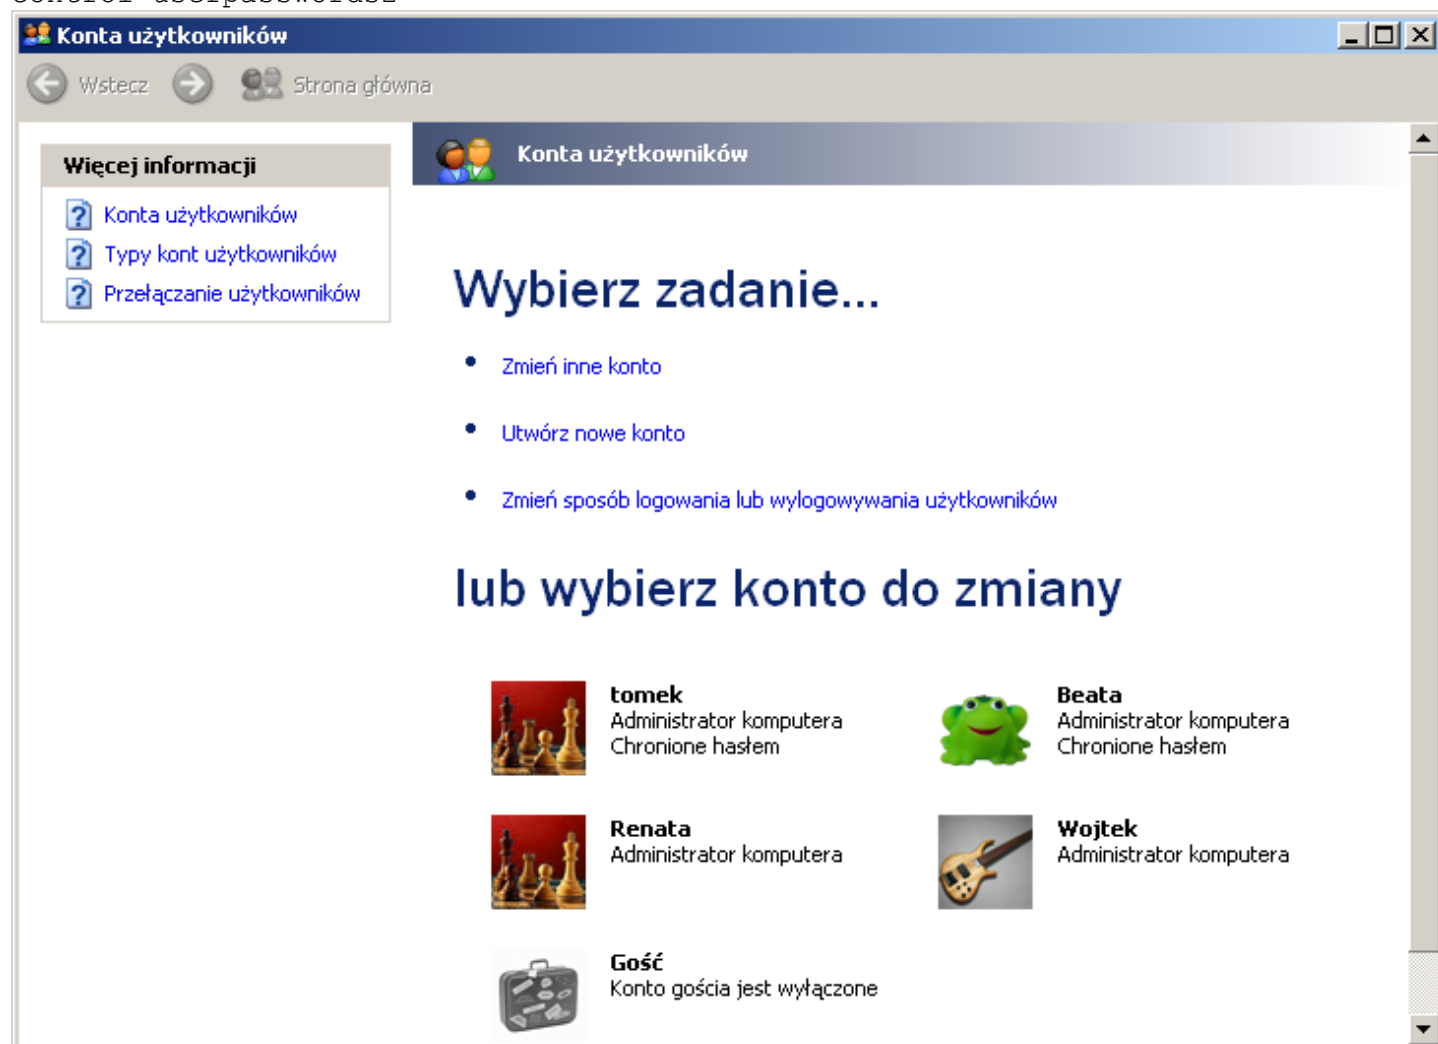 Konta użytkowników
Wstecz
Strona główna
Więcej informacji
Konta użytkowników
Typy kont użytkowników
Przełączanie użytkowników
Konta użytkowników
Wybierz zadanie...
• Zmień inne konto
• Utwórz nowe konto
• Zmień sposób logowania lub wylogowywania użytkowników
lub wybierz konto do zmiany
tomek
Administrator komputera
Chronione hasłem
Beata
Administrator komputera
Chronione hasłem
Renata
Administrator komputera
Wojtek
Administrator komputera
Gość
Konto gościa jest wyłączone